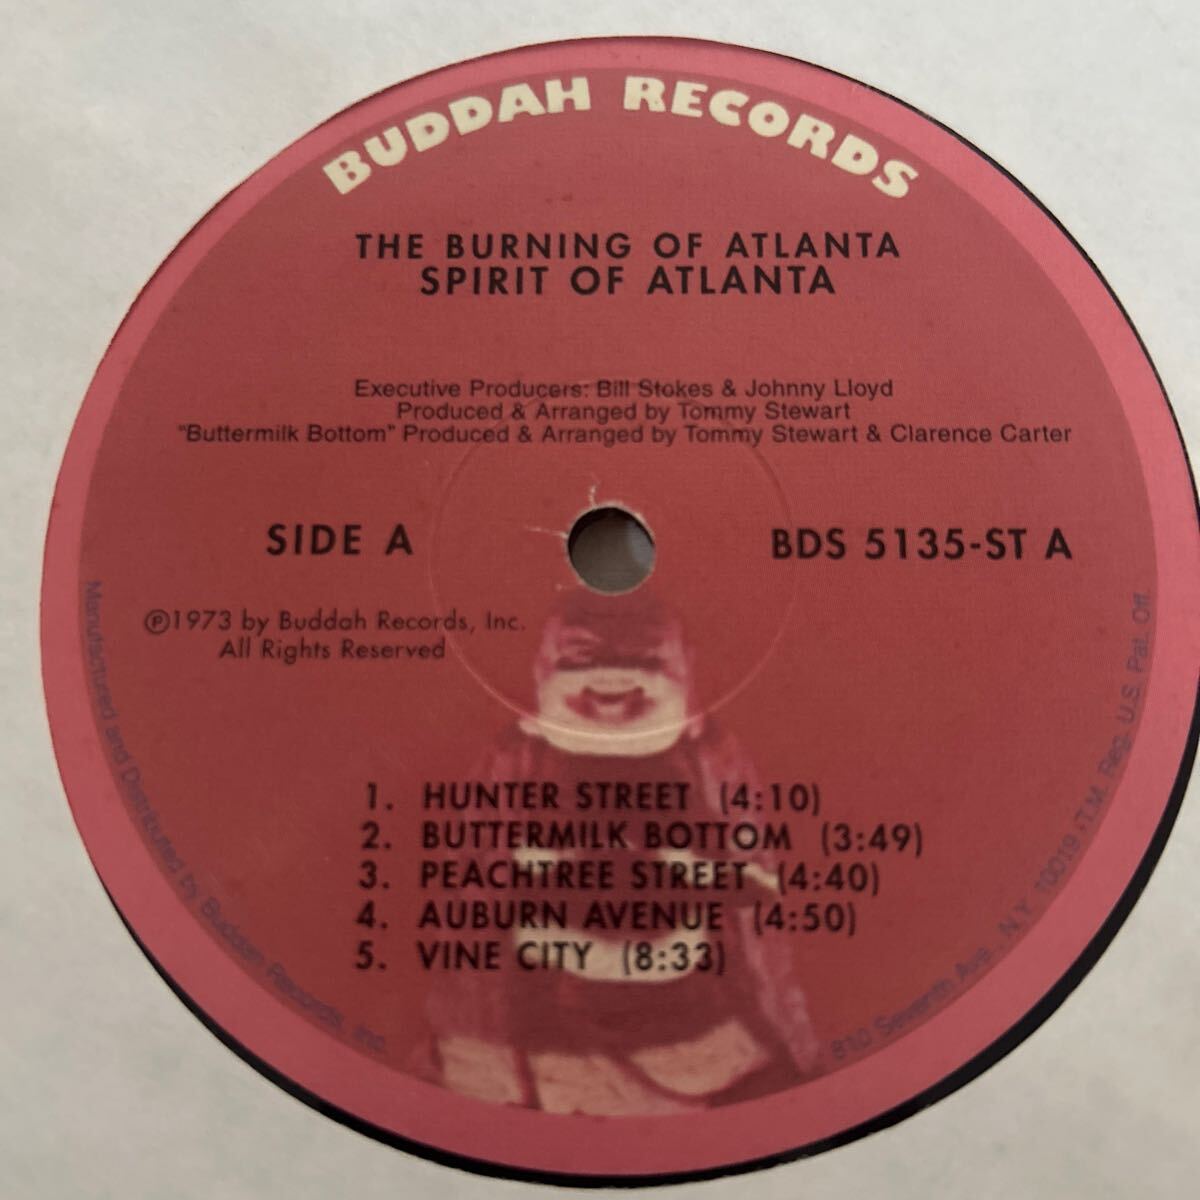 BUDDAH RECORDS
THE BURNING OF ATLANTA
SPIRIT OF ATLANTA
Executive Producers: Bill Stokes & Johnny Lloyd
Produced & Arranged by Tommy Stewart
"Buttermilk Bottom" Produced & Arranged by Tommy Stewart & Clarence Carter
SIDE A
BDS 5135-ST A
℗1973 by Buddah Records, Inc.
All Rights Reserved
1. HUNTER STREET (4:10)
2. BUTTERMILK BOTTOM (3:49)
3. PEACHTREE STREET (4:40)
4. AUBURN AVENUE (4:50)
5. VINE CITY (8:33)
Manufactured and Distributed by Buddah Records, Inc.
810 Seventh Ave., N.Y. 10019 • T.M. Reg. U.S. Pat. Off.